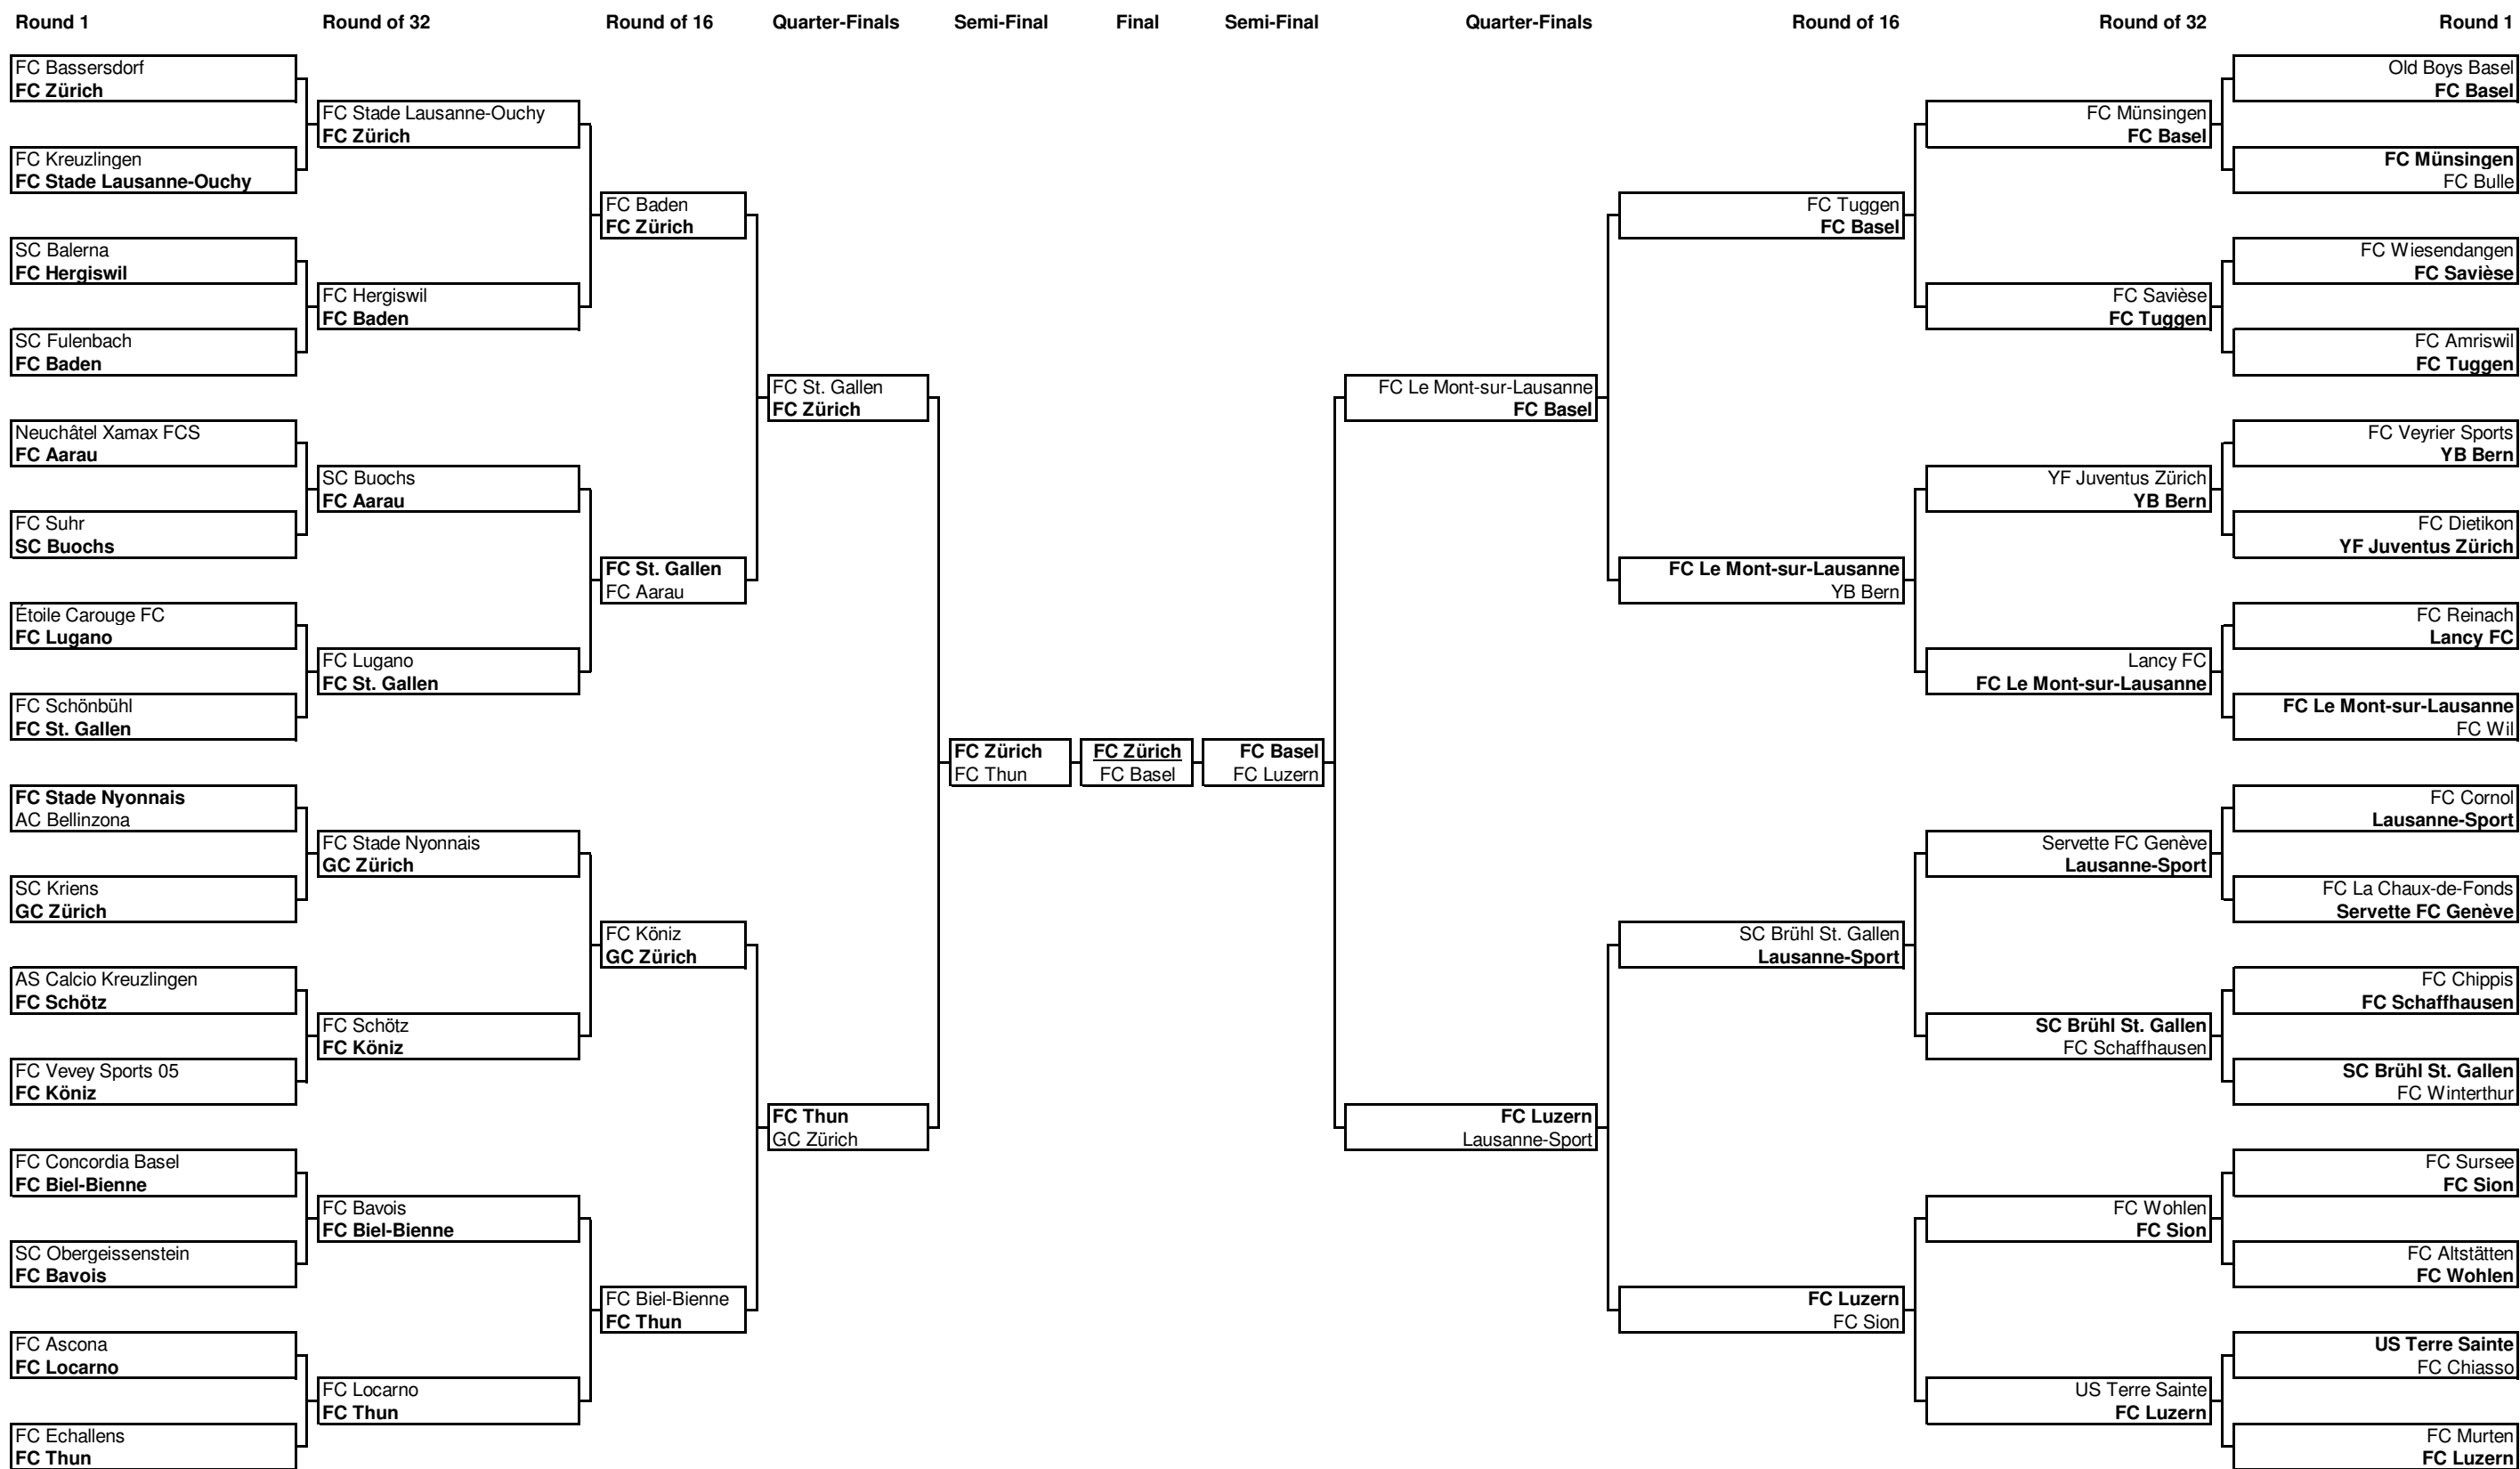 Round 1
Round of 32
Round of 16
Quarter-Finals
Semi-Final
Final
Semi-Final
Quarter-Finals
Round of 16
Round of 32
Round 1
FC Bassersdorf
FC Zürich
FC Kreuzlingen
FC Stade Lausanne-Ouchy
SC Balerna
FC Hergiswil
SC Fulenbach
FC Baden
Neuchâtel Xamax FCS
FC Aarau
FC Suhr
SC Buochs
Étoile Carouge FC
FC Lugano
FC Schönbühl
FC St. Gallen
FC Stade Nyonnais
AC Bellinzona
SC Kriens
GC Zürich
AS Calcio Kreuzlingen
FC Schötz
FC Vevey Sports 05
FC Köniz
FC Concordia Basel
FC Biel-Bienne
SC Obergeissenstein
FC Bavois
FC Ascona
FC Locarno
FC Echallens
FC Thun
FC Stade Lausanne-Ouchy
FC Zürich
FC Hergiswil
FC Baden
SC Buochs
FC Aarau
FC Lugano
FC St. Gallen
FC Stade Nyonnais
GC Zürich
FC Schötz
FC Köniz
FC Bavois
FC Biel-Bienne
FC Locarno
FC Thun
FC Baden
FC Zürich
FC St. Gallen
FC Aarau
FC Köniz
GC Zürich
FC Biel-Bienne
FC Thun
FC St. Gallen
FC Zürich
FC Thun
GC Zürich
FC Zürich
FC Thun
FC Zürich
FC Basel
FC Basel
FC Luzern
FC Le Mont-sur-Lausanne
FC Basel
FC Luzern
Lausanne-Sport
FC Tuggen
FC Basel
FC Le Mont-sur-Lausanne
YB Bern
SC Brühl St. Gallen
Lausanne-Sport
FC Luzern
FC Sion
FC Münsingen
FC Basel
FC Savièse
FC Tuggen
YF Juventus Zürich
YB Bern
Lancy FC
FC Le Mont-sur-Lausanne
Servette FC Genève
Lausanne-Sport
SC Brühl St. Gallen
FC Schaffhausen
FC Wohlen
FC Sion
US Terre Sainte
FC Luzern
Old Boys Basel
FC Basel
FC Münsingen
FC Bulle
FC Wiesendangen
FC Savièse
FC Amriswil
FC Tuggen
FC Veyrier Sports
YB Bern
FC Dietikon
YF Juventus Zürich
FC Reinach
Lancy FC
FC Le Mont-sur-Lausanne
FC Wil
FC Cornol
Lausanne-Sport
FC La Chaux-de-Fonds
Servette FC Genève
FC Chippis
FC Schaffhausen
SC Brühl St. Gallen
FC Winterthur
FC Sursee
FC Sion
FC Altstätten
FC Wohlen
US Terre Sainte
FC Chiasso
FC Murten
FC Luzern